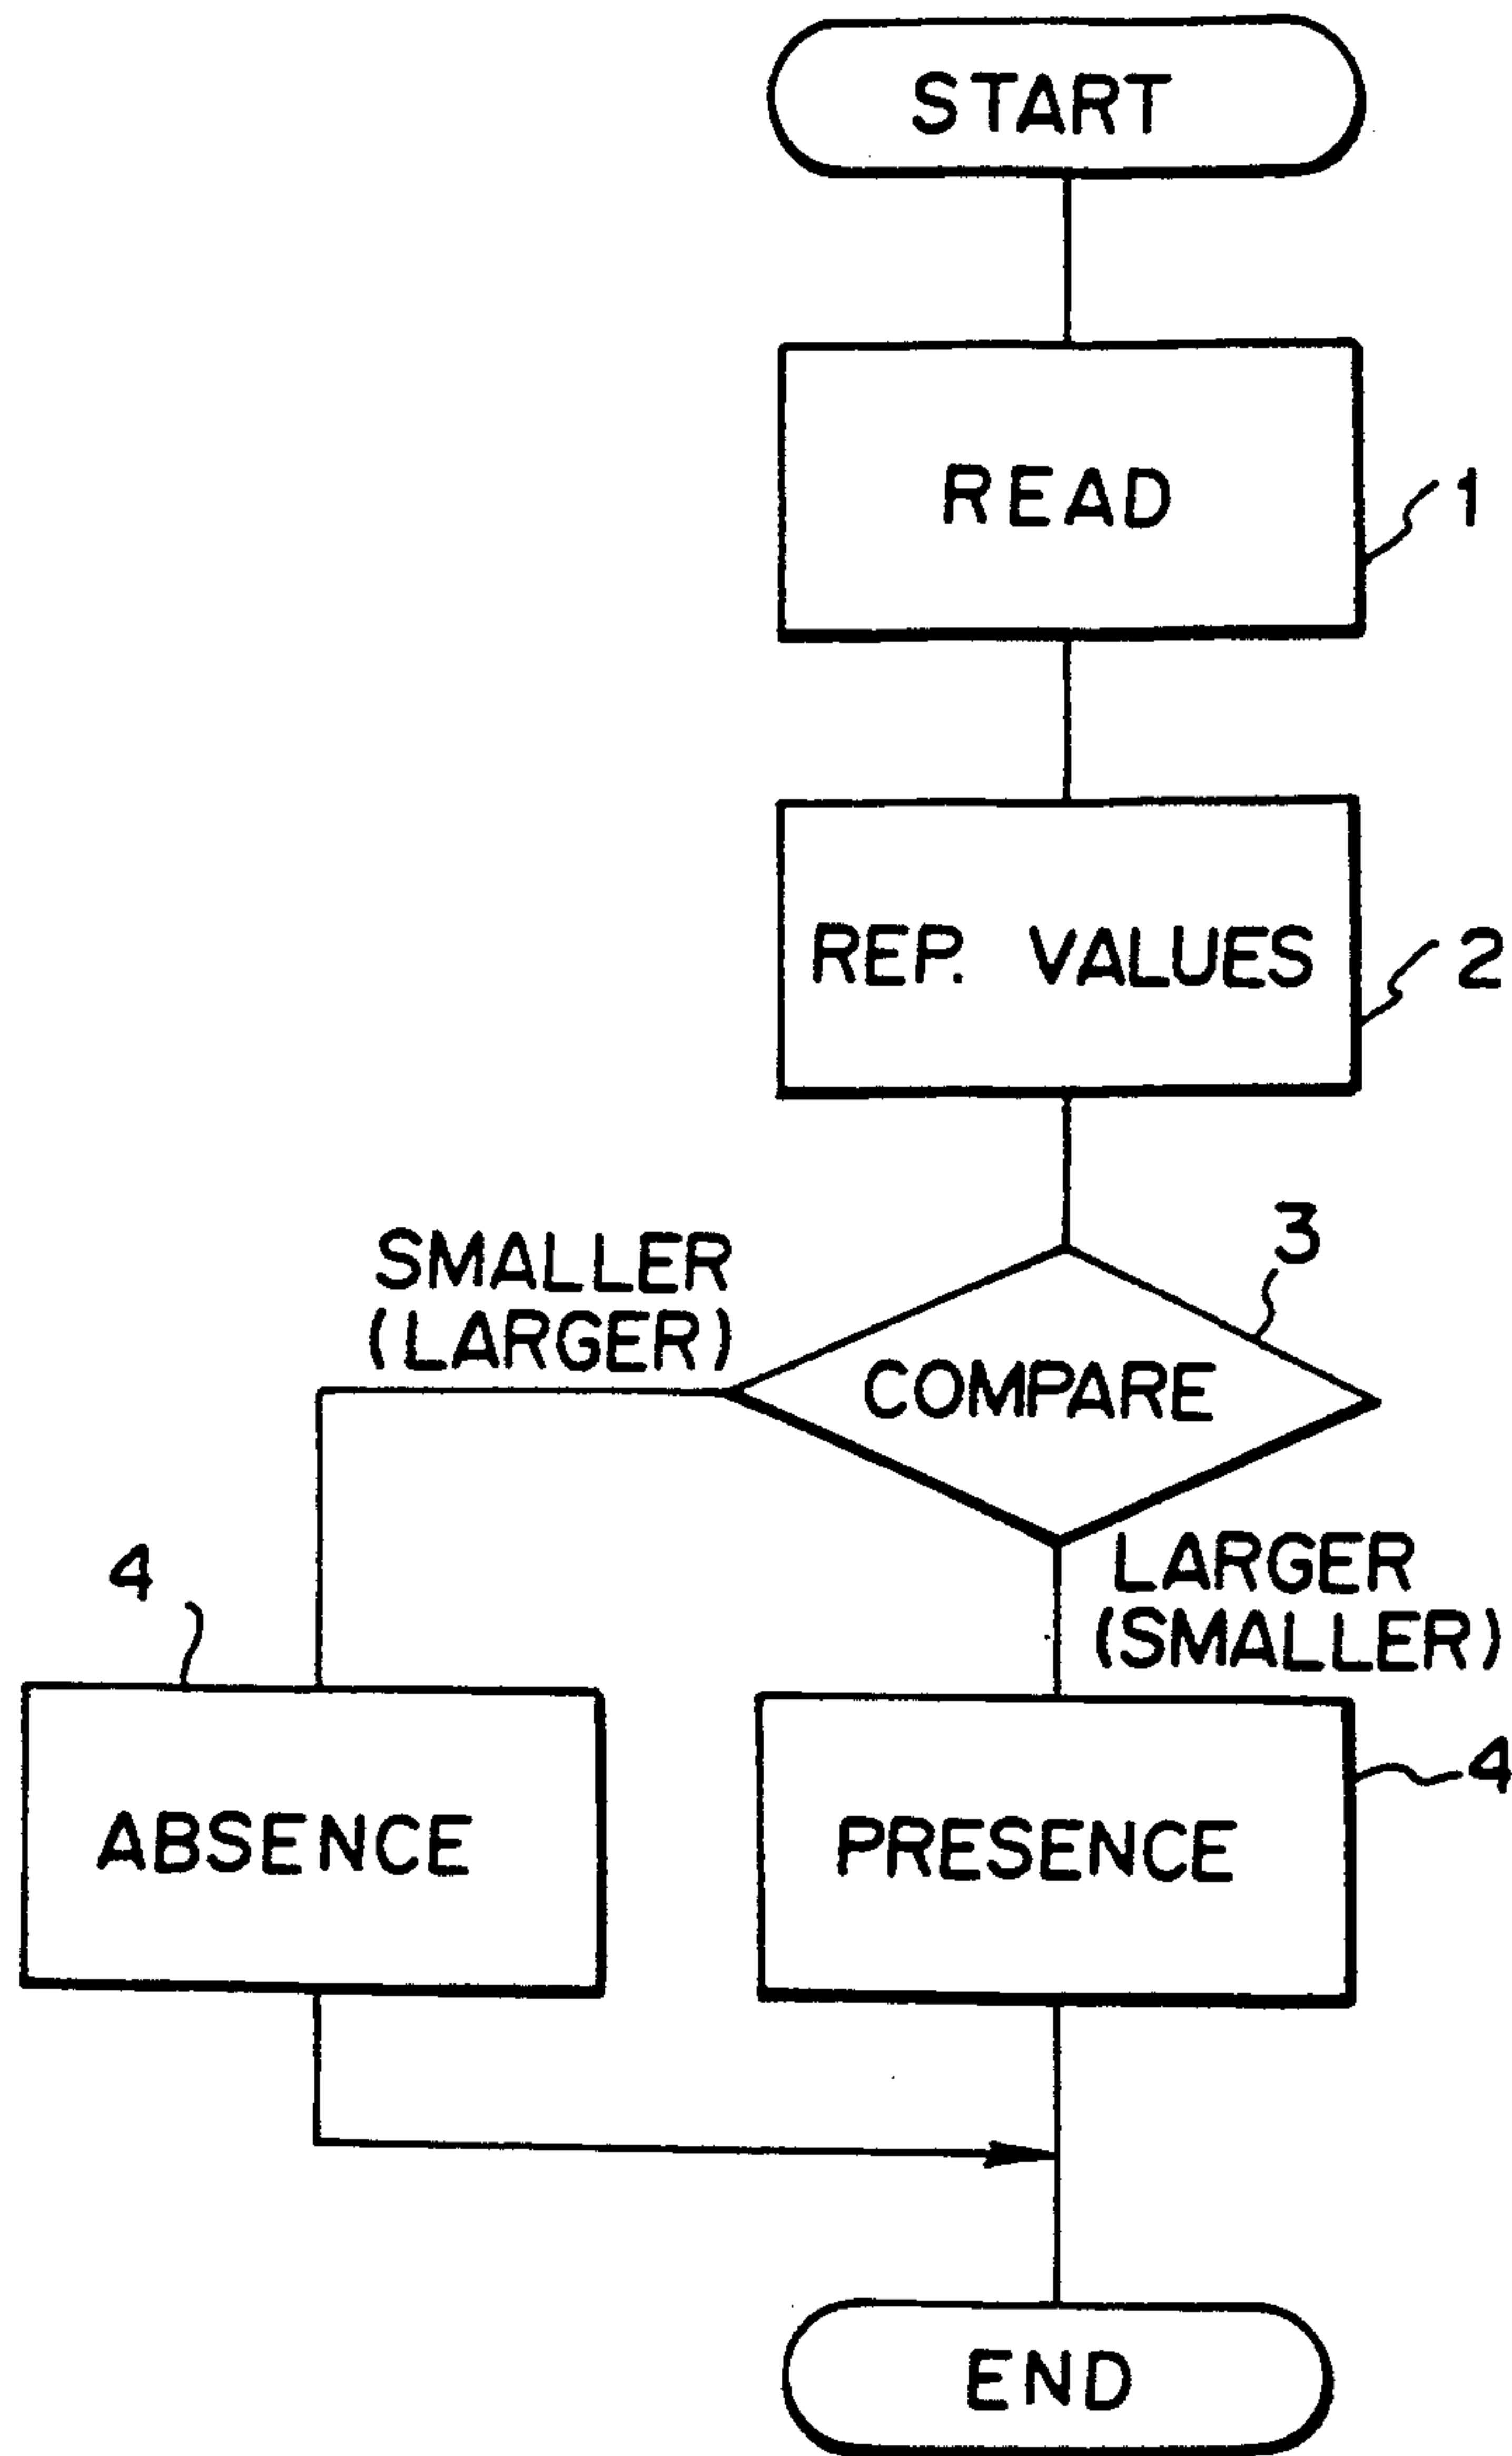 START
READ
1
REP. VALUES
2
3
SMALLER
(LARGER)
COMPARE
LARGER
(SMALLER)
4
ABSENCE
PRESENCE
4
END